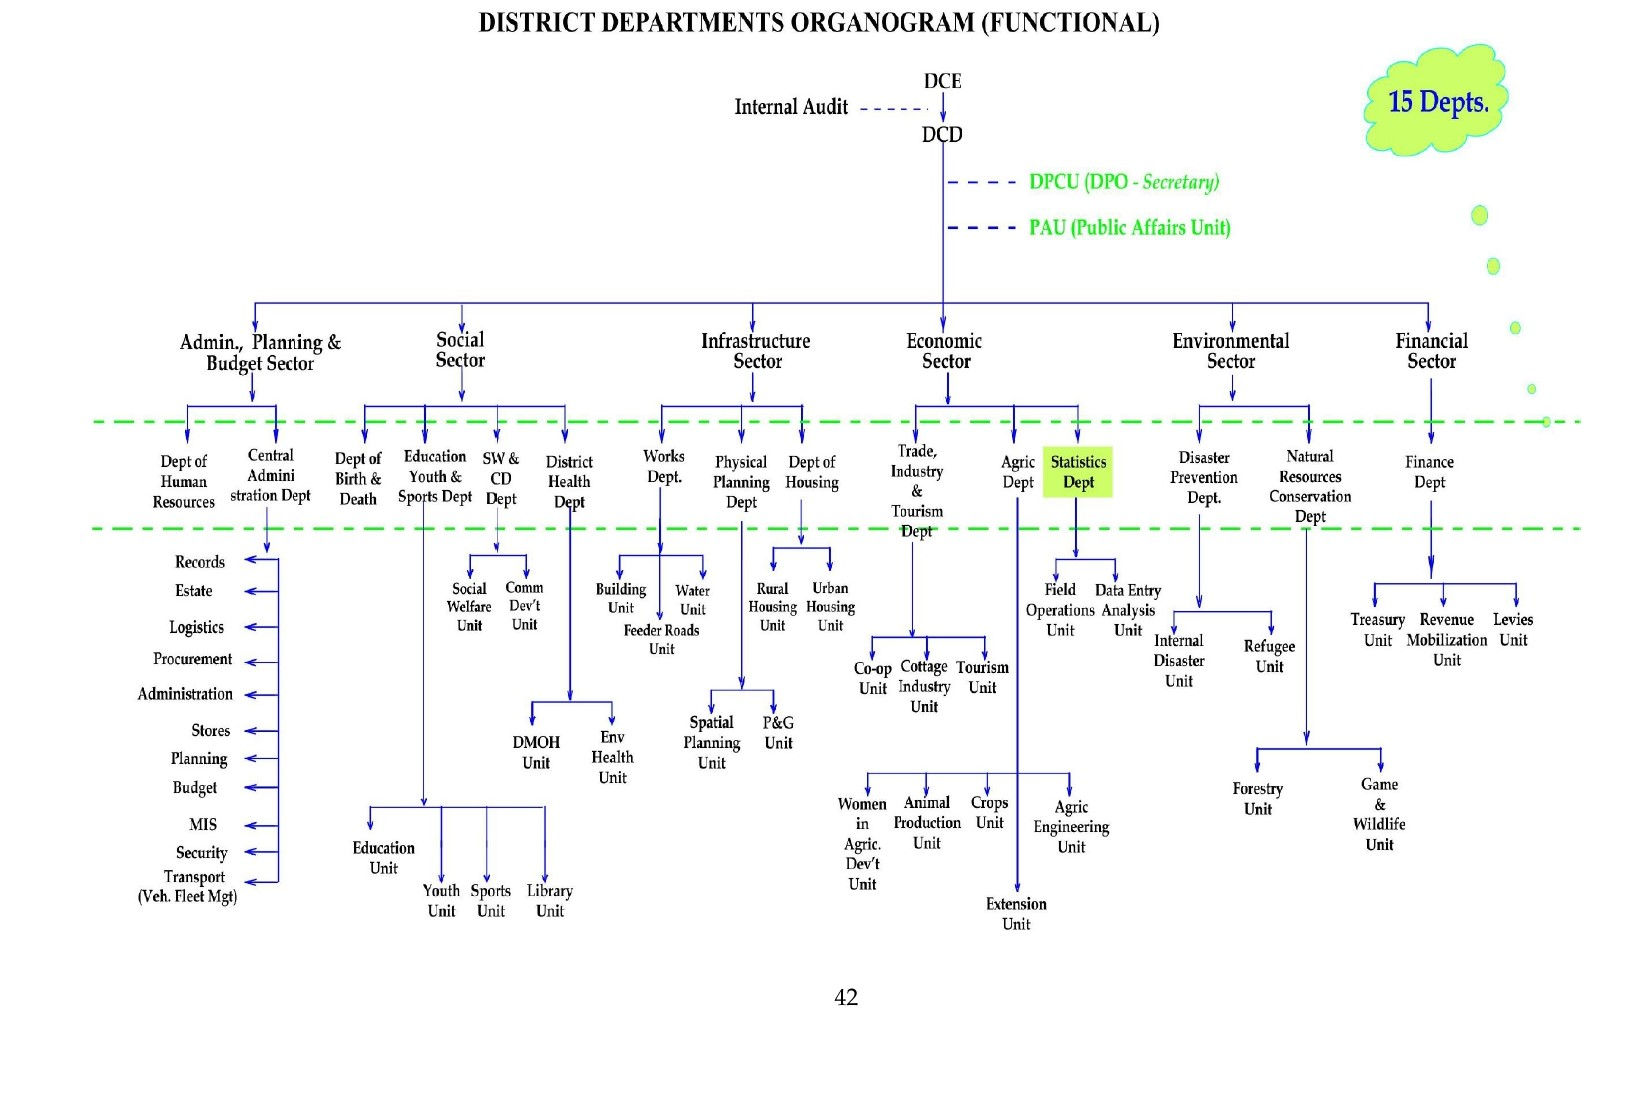 DISTRICT DEPARTMENTS ORGANOGRAM (FUNCTIONAL)
15 Depts.
DCE
Internal Audit
DCD
DPCU (DPO - Secretary)
PAU (Public Affairs Unit)
Admin., Planning &
Budget Sector
Social
Sector
Infrastructure
Sector
Economic
Sector
Environmental
Sector
Financial
Sector
Dept of
Human
Resources
Central
Admini
stration Dept
Dept of
Birth &
Death
Education
Youth &
Sports Dept
SW &
CD
Dept
District
Health
Dept
Works
Dept.
Physical
Planning
Dept
Dept of
Housing
Trade,
Industry
&
Tourism
Dept
Agric
Dept
Statistics
Dept
Disaster
Prevention
Dept.
Natural
Resources
Conservation
Dept
Finance
Dept
Records
Estate
Logistics
Procurement
Administration
Stores
Planning
Budget
MIS
Security
Transport
(Veh. Fleet Mgt)
Education
Unit
Youth
Unit
Sports
Unit
Library
Unit
Social
Welfare
Unit
Comm
Dev't
Unit
DMOH
Unit
Env
Health
Unit
Building
Unit
Water
Unit
Feeder Roads
Unit
Spatial
Planning
Unit
P&G
Unit
Rural
Housing
Unit
Urban
Housing
Unit
Co-op
Unit
Cottage
Industry
Unit
Tourism
Unit
Women
in
Agric.
Dev't
Unit
Animal
Production
Unit
Crops
Unit
Agric
Engineering
Unit
Extension
Unit
Field
Operations
Unit
Data Entry
Analysis
Unit
Internal
Disaster
Unit
Refugee
Unit
Forestry
Unit
Game
&
Wildlife
Unit
Treasury
Unit
Revenue
Mobilization
Unit
Levies
Unit
42